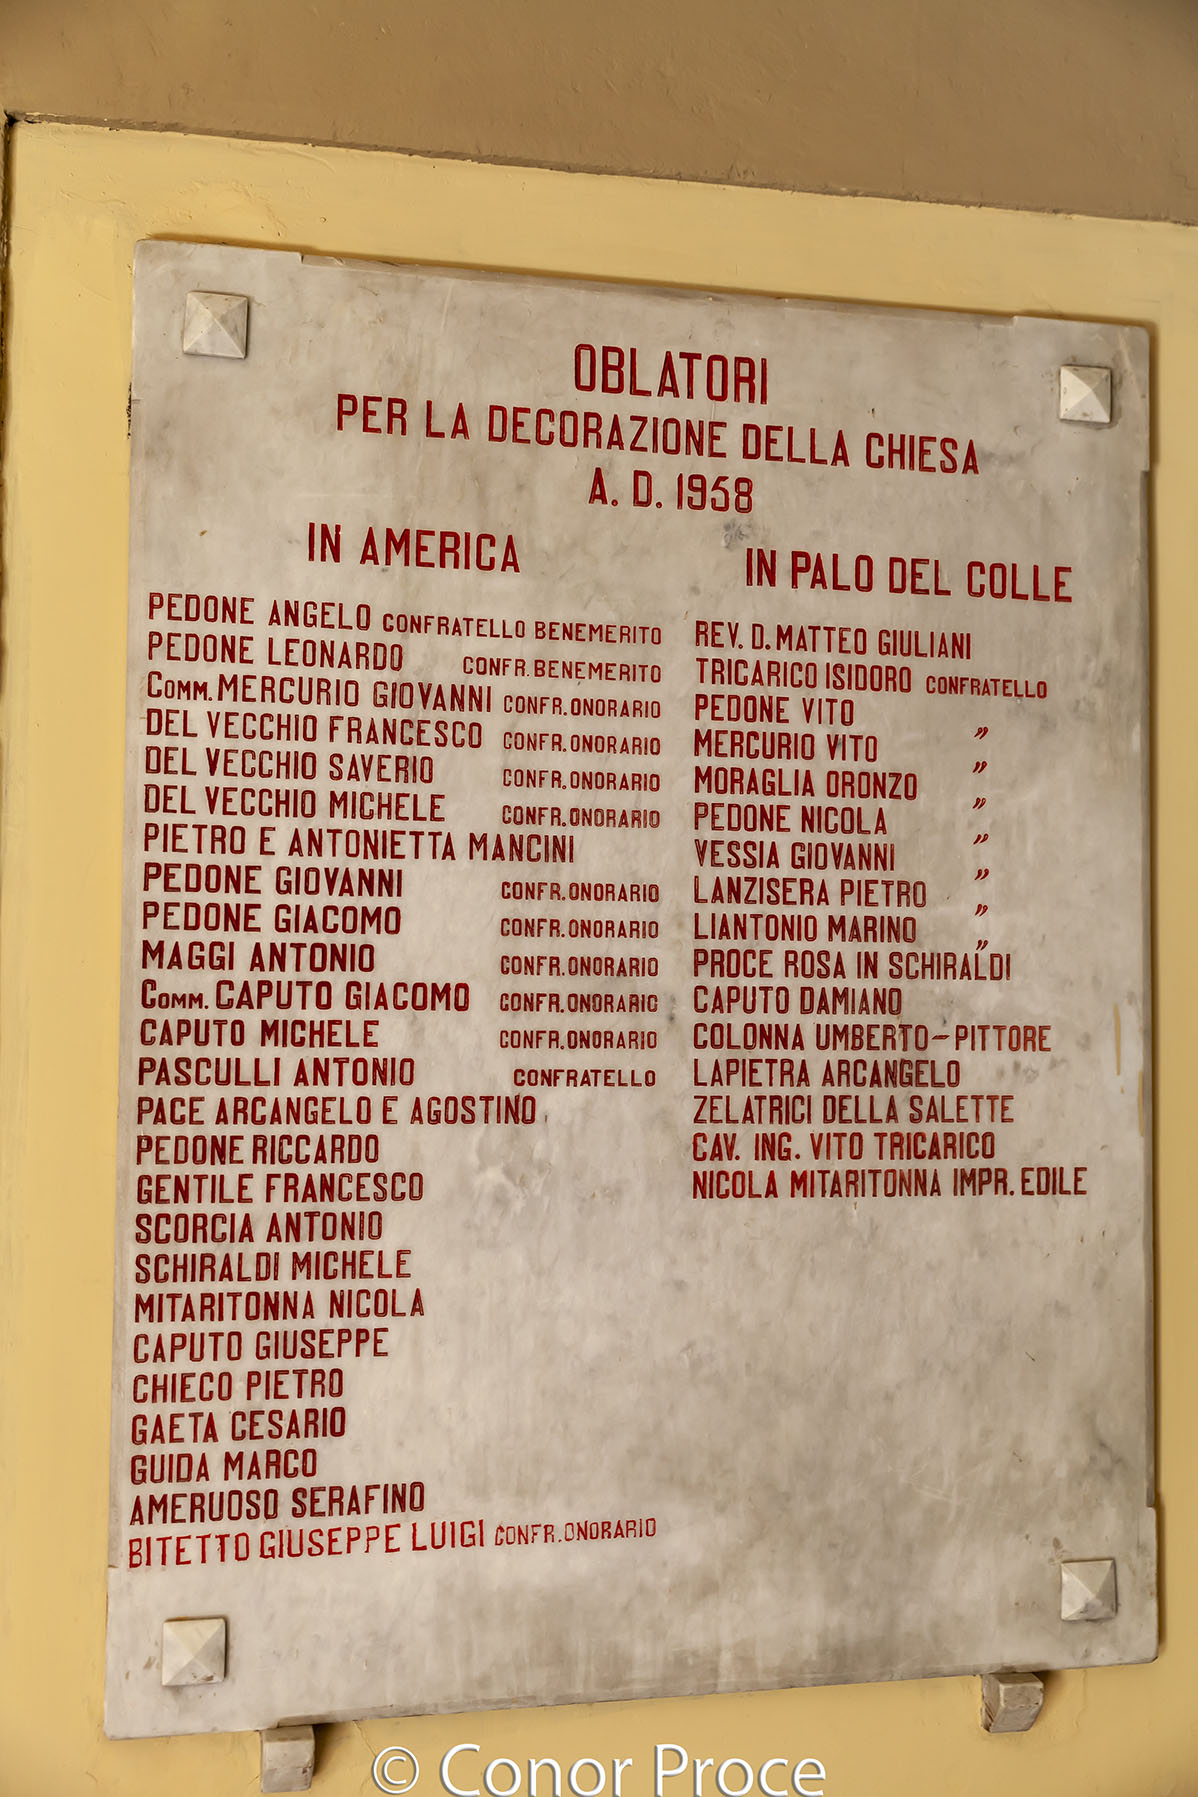 OBLATORI
PER LA DECORAZIONE DELLA CHIESA
A. D. 1958
IN AMERICA
PEDONE ANGELO CONFRATELLO BENEMERITO
PEDONE LEONARDO CONFR. BENEMERITO
COMM. MERCURIO GIOVANNI CONFR. ONORARIO
DEL VECCHIO FRANCESCO CONFR. ONORARIO
DEL VECCHIO SAVERIO CONFR. ONORARIO
DEL VECCHIO MICHELE CONFR. ONORARIO
PIETRO E ANTONIETTA MANCINI
PEDONE GIOVANNI CONFR. ONORARIO
PEDONE GIACOMO CONFR. ONORARIO
MAGGI ANTONIO CONFR. ONORARIO
COMM. CAPUTO GIACOMO CONFR. ONORARIO
CAPUTO MICHELE CONFR. ONORARIO
PASCULLI ANTONIO CONFRATELLO
PACE ARCANGELO E AGOSTINO
PEDONE RICCARDO
GENTILE FRANCESCO
SCORCIA ANTONIO
SCHIRALDI MICHELE
MITARITONNA NICOLA
CAPUTO GIUSEPPE
CHIECO PIETRO
GAETA CESARIO
GUIDA MARCO
AMERUOSO SERAFINO
BITETTO GIUSEPPE LUIGI CONFR. ONORARIO
IN PALO DEL COLLE
REV. D. MATTEO GIULIANI
TRICARICO ISIDORO CONFRATELLO
PEDONE VITO "
MERCURIO VITO "
MORAGLIA ORONZO "
PEDONE NICOLA "
VESSIA GIOVANNI "
LANZISERA PIETRO "
LIANTONIO MARINO "
PROCE ROSA IN SCHIRALDI
CAPUTO DAMIANO
COLONNA UMBERTO-PITTORE
LAPIETRA ARCANGELO
ZELATRICI DELLA SALETTE
CAV. ING. VITO TRICARICO
NICOLA MITARITONNA IMPR. EDILE
© Conor Proce